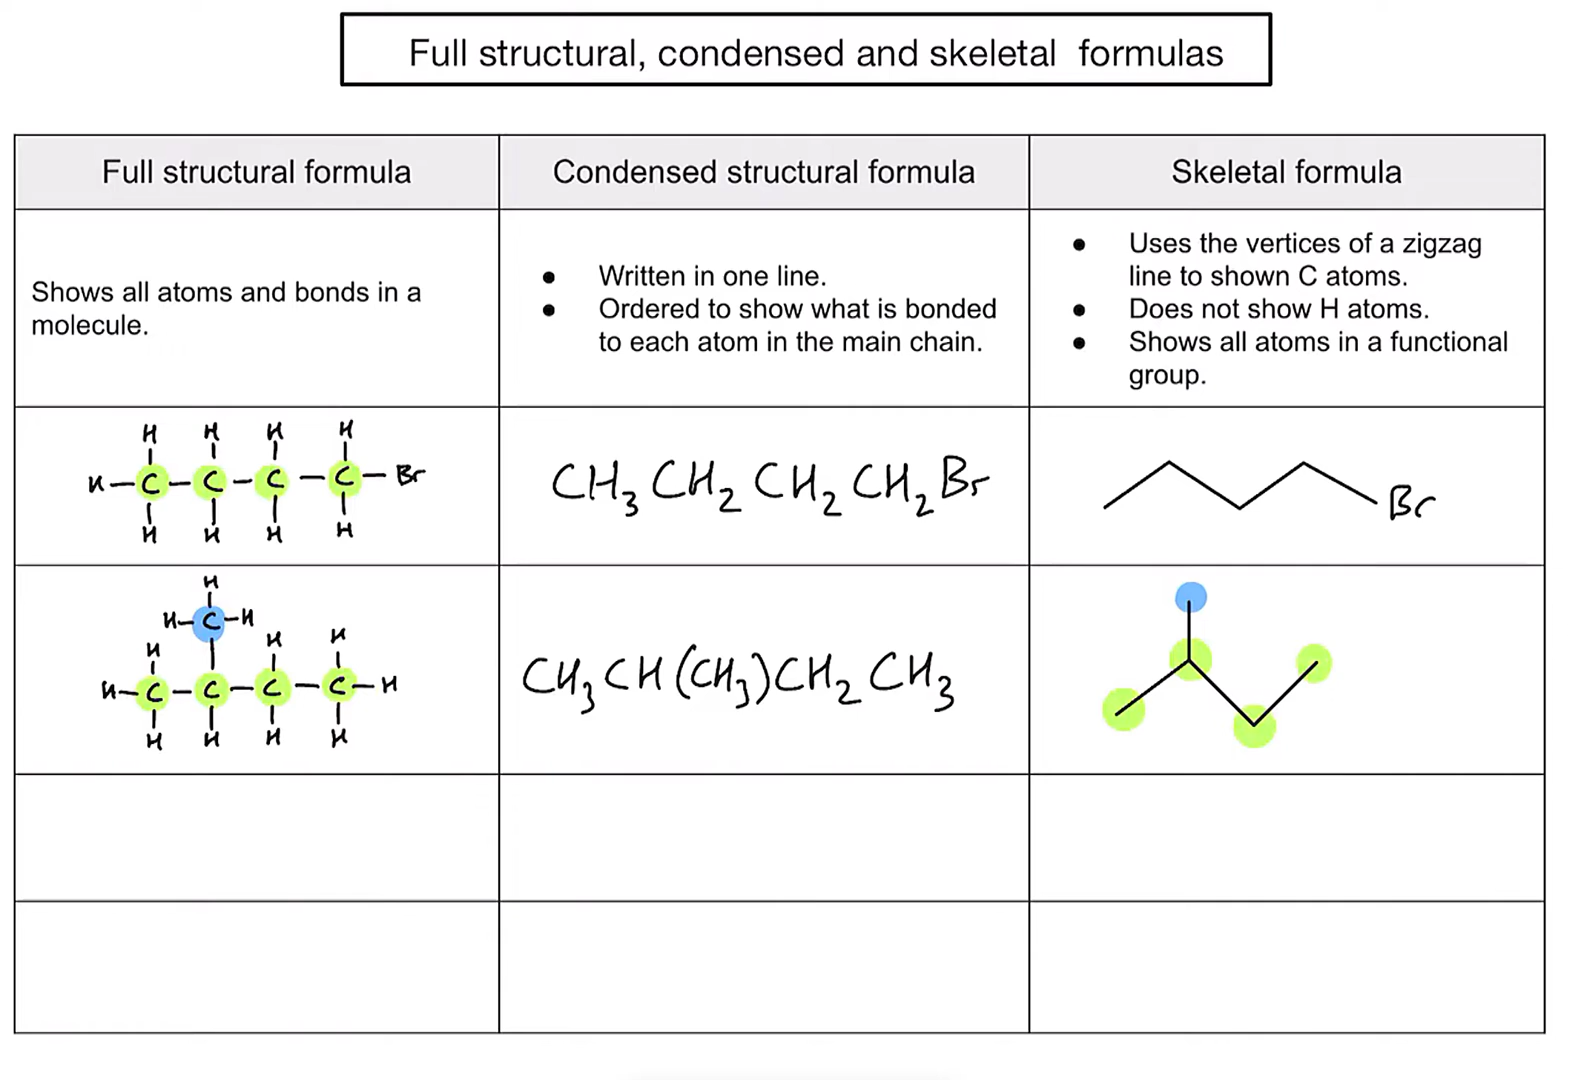 Full structural, condensed and skeletal formulas
Full structural formula
Condensed structural formula
Skeletal formula
Shows all atoms and bonds in a
molecule.
● Written in one line.
● Ordered to show what is bonded
to each atom in the main chain.
● Uses the vertices of a zigzag
line to shown C atoms.
● Does not show H atoms.
● Shows all atoms in a functional
group.
H H H H
H—C—C—C—C—Br
H H H H
CH₃CH₂CH₂CH₂Br
Br
H
H—C—H
H H H
H—C—C—C—C—H
H H H H
CH₃CH(CH₃)CH₂CH₃